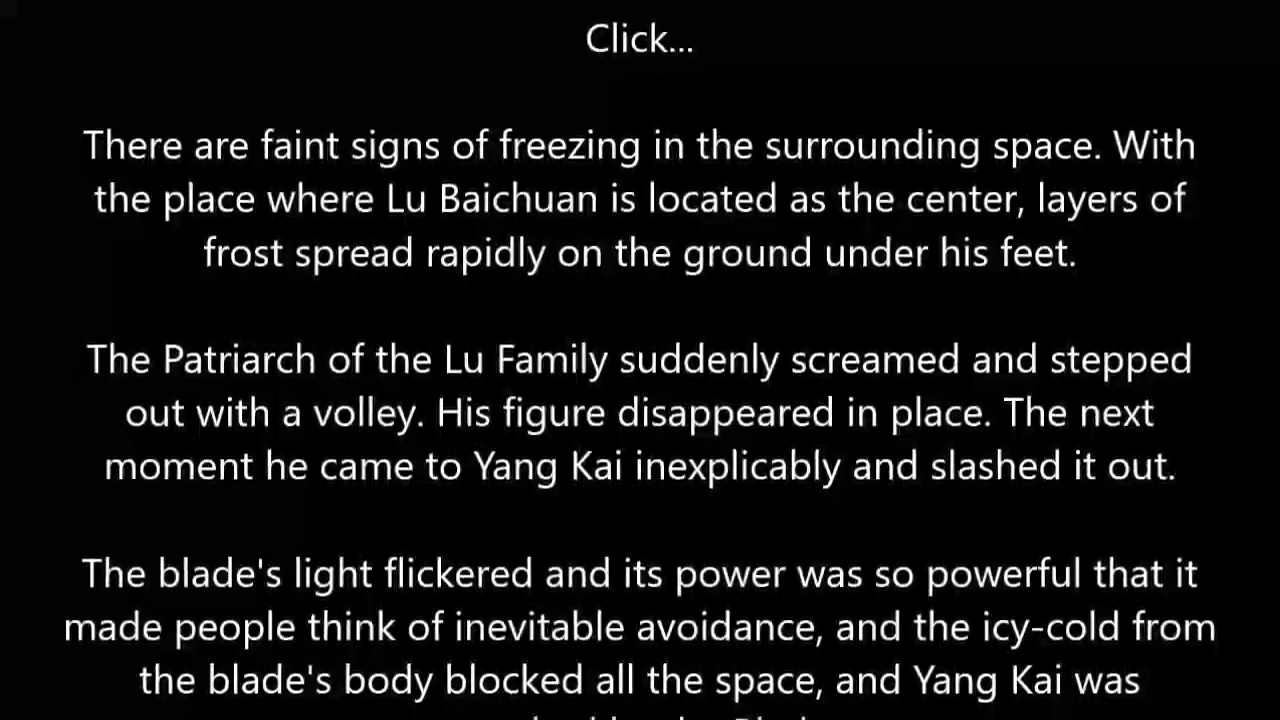 Click...
There are faint signs of freezing in the surrounding space. With
the place where Lu Baichuan is located as the center, layers of
frost spread rapidly on the ground under his feet.
The Patriarch of the Lu Family suddenly screamed and stepped
out with a volley. His figure disappeared in place. The next
moment he came to Yang Kai inexplicably and slashed it out.
The blade's light flickered and its power was so powerful that it
made people think of inevitable avoidance, and the icy-cold from
the blade's body blocked all the space, and Yang Kai was